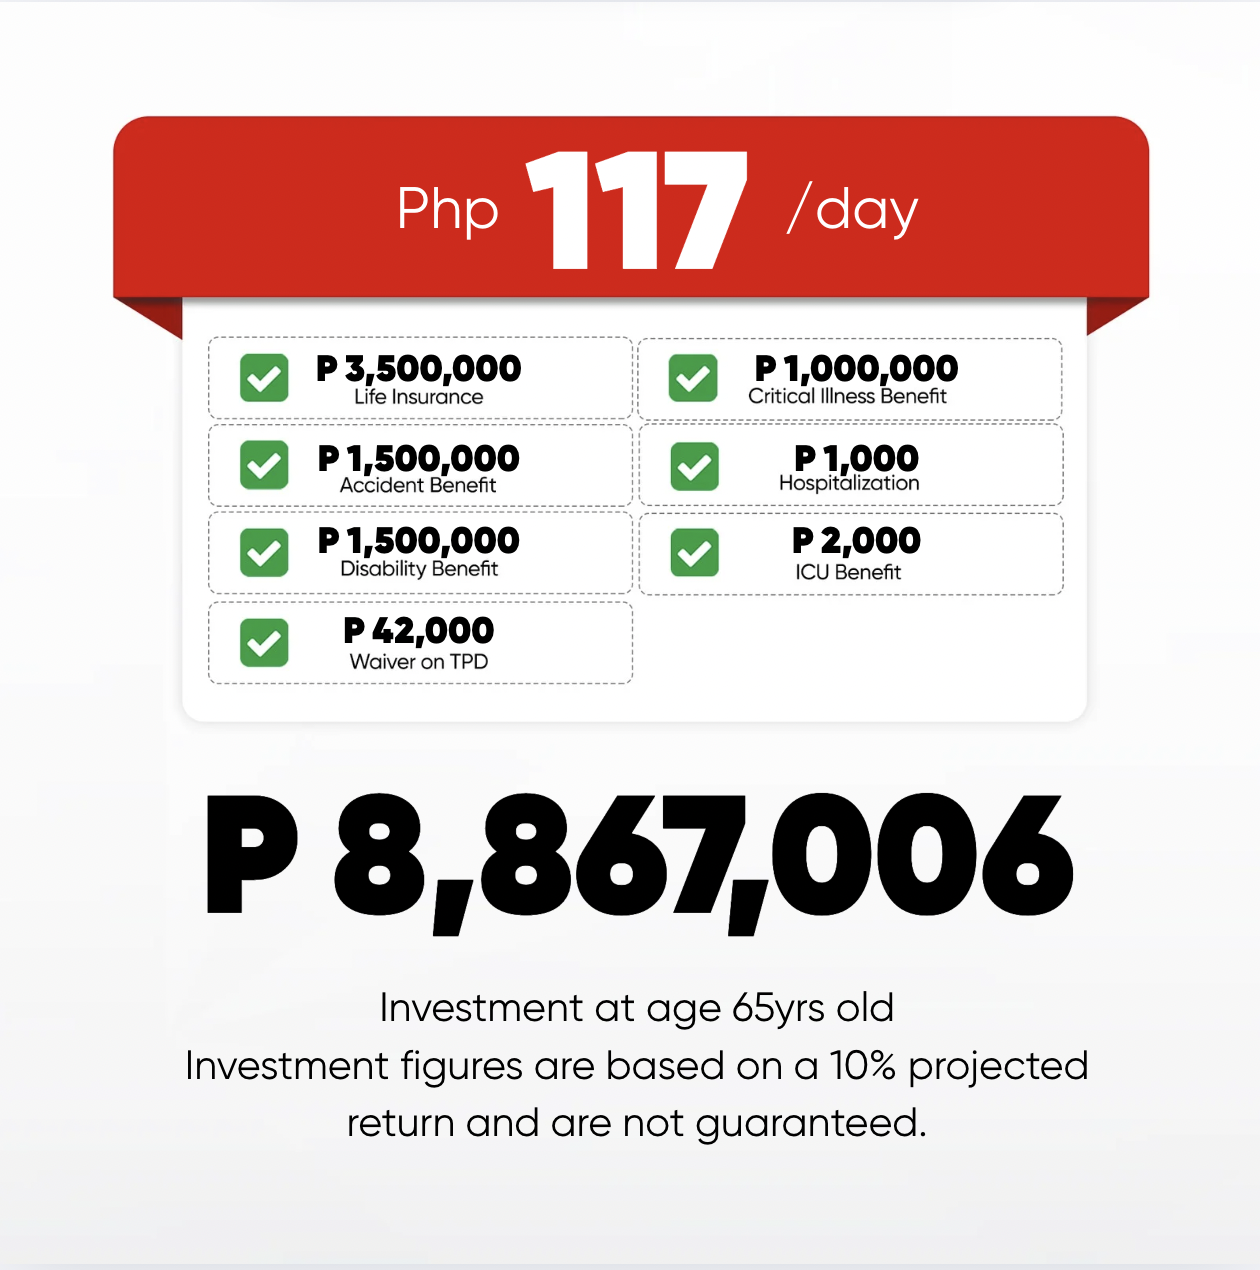 Php 117 /day
P 3,500,000
Life Insurance
P 1,000,000
Critical Illness Benefit
P 1,500,000
Accident Benefit
P 1,000
Hospitalization
P 1,500,000
Disability Benefit
P 2,000
ICU Benefit
P 42,000
Waiver on TPD
P 8,867,006
Investment at age 65yrs old
Investment figures are based on a 10% projected
return and are not guaranteed.